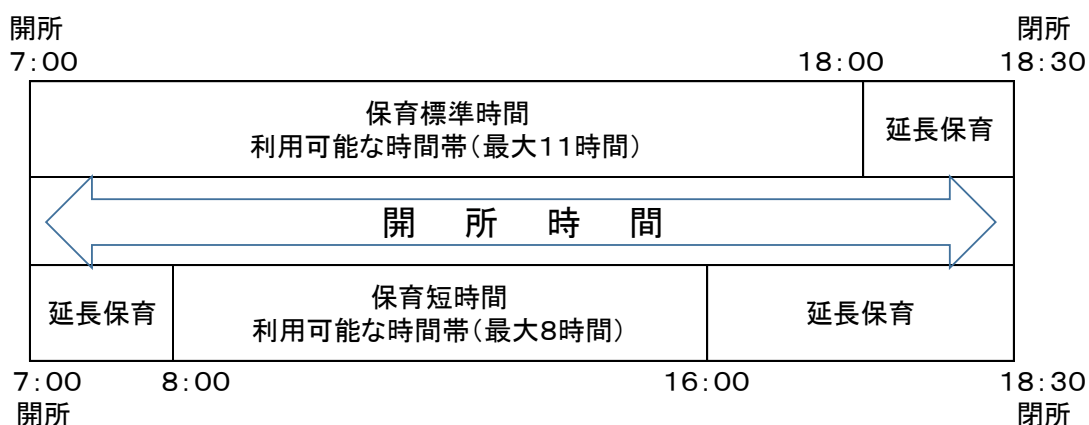 開所
閉所
7:00
18:00
18:30
保育標準時間
利用可能な時間帯(最大11時間)
延長保育
開所時間
延長保育
保育短時間
利用可能な時間帯(最大8時間)
延長保育
7:00
8:00
16:00
18:30
開所
閉所